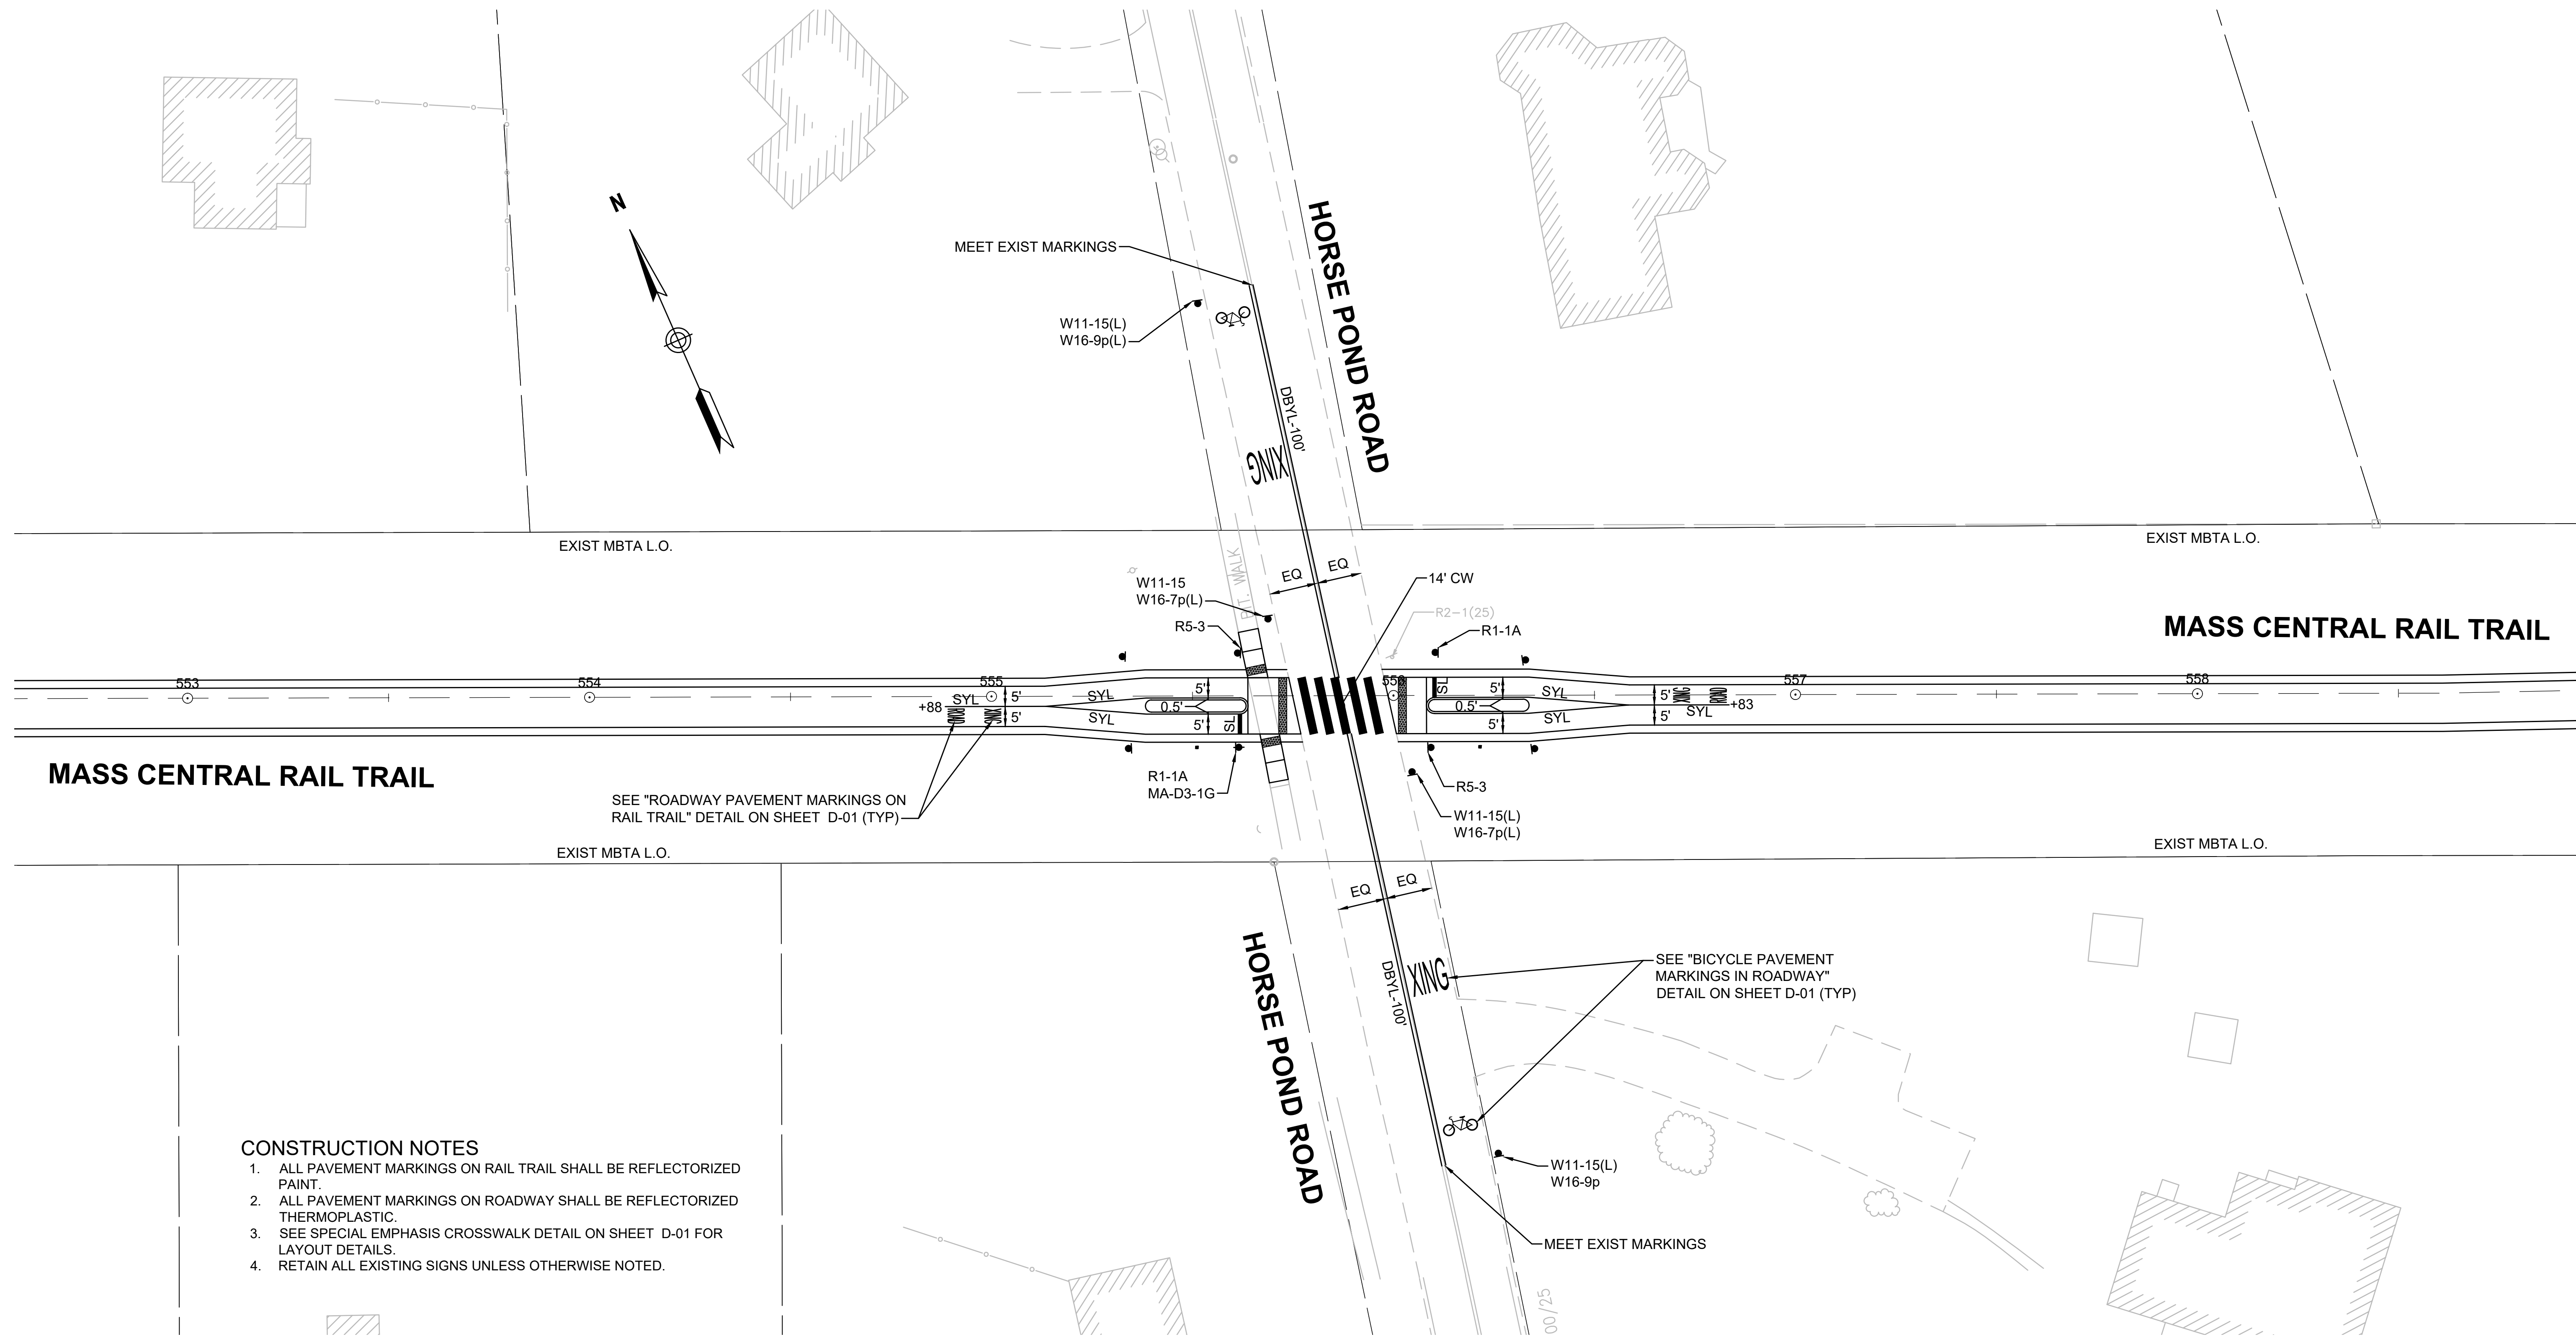 N
MEET EXIST MARKINGS
HORSE POND ROAD
W11-15(L)
W16-9p(L)
DBYL-100'
XING
EXIST MBTA L.O.
EXIST MBTA L.O.
BIT. WALK
EQ
EQ
W11-15
W16-7p(L)
14' CW
R2-1(25)
R5-3
R1-1A
MASS CENTRAL RAIL TRAIL
553
554
555
556
557
558
+88
SYL
5'
5'
SYL
SYL
5'
0.5'
5'
SL
ROAD
XING
SL
5'
0.5'
5'
SYL
SYL
5'
5'
SYL
XING
ROAD
+83
MASS CENTRAL RAIL TRAIL
R1-1A
MA-D3-1G
R5-3
SEE "ROADWAY PAVEMENT MARKINGS ON
RAIL TRAIL" DETAIL ON SHEET D-01 (TYP)
W11-15(L)
W16-7p(L)
EXIST MBTA L.O.
EXIST MBTA L.O.
EQ
EQ
HORSE POND ROAD
DBYL-100'
XING
SEE "BICYCLE PAVEMENT
MARKINGS IN ROADWAY"
DETAIL ON SHEET D-01 (TYP)
W11-15(L)
W16-9p
MEET EXIST MARKINGS
CONSTRUCTION NOTES
1. ALL PAVEMENT MARKINGS ON RAIL TRAIL SHALL BE REFLECTORIZED
PAINT.
2. ALL PAVEMENT MARKINGS ON ROADWAY SHALL BE REFLECTORIZED
THERMOPLASTIC.
3. SEE SPECIAL EMPHASIS CROSSWALK DETAIL ON SHEET D-01 FOR
LAYOUT DETAILS.
4. RETAIN ALL EXISTING SIGNS UNLESS OTHERWISE NOTED.